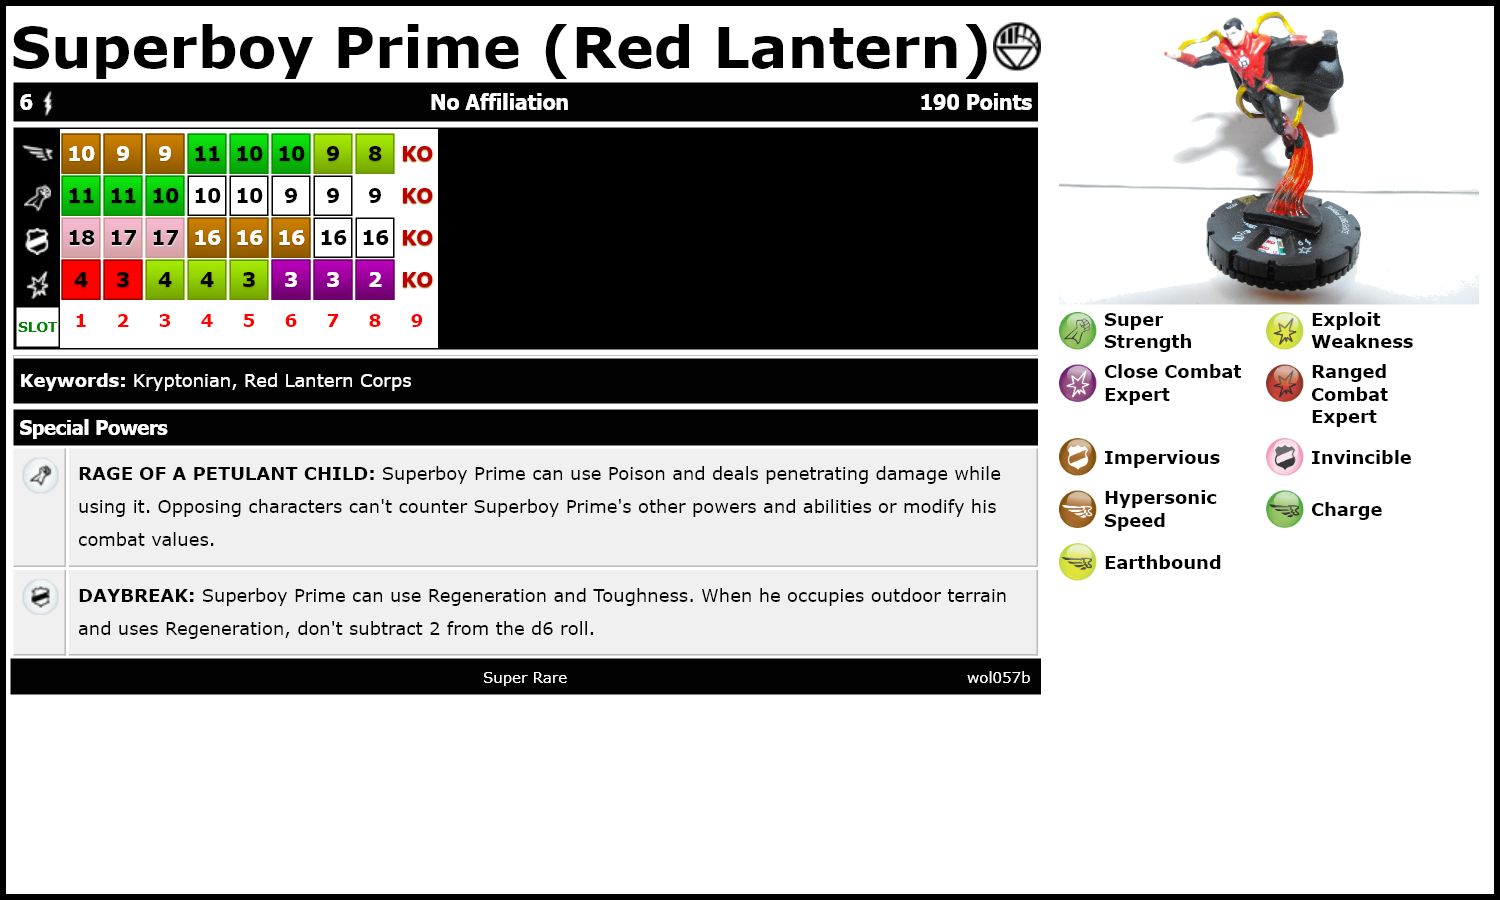 Superboy Prime (Red Lantern)
6 No Affiliation 190 Points
10 9 9 11 10 10 9 8 KO
11 11 10 10 10 9 9 9 KO
18 17 17 16 16 16 16 16 KO
4 3 4 4 3 3 3 2 KO
SLOT 1 2 3 4 5 6 7 8 9
Keywords: Kryptonian, Red Lantern Corps
Special Powers
RAGE OF A PETULANT CHILD: Superboy Prime can use Poison and deals penetrating damage while
using it. Opposing characters can't counter Superboy Prime's other powers and abilities or modify his
combat values.
DAYBREAK: Superboy Prime can use Regeneration and Toughness. When he occupies outdoor terrain
and uses Regeneration, don't subtract 2 from the d6 roll.
Super Rare wol057b
Super
Strength
Exploit
Weakness
Close Combat
Expert
Ranged
Combat
Expert
Impervious
Invincible
Hypersonic
Speed
Charge
Earthbound